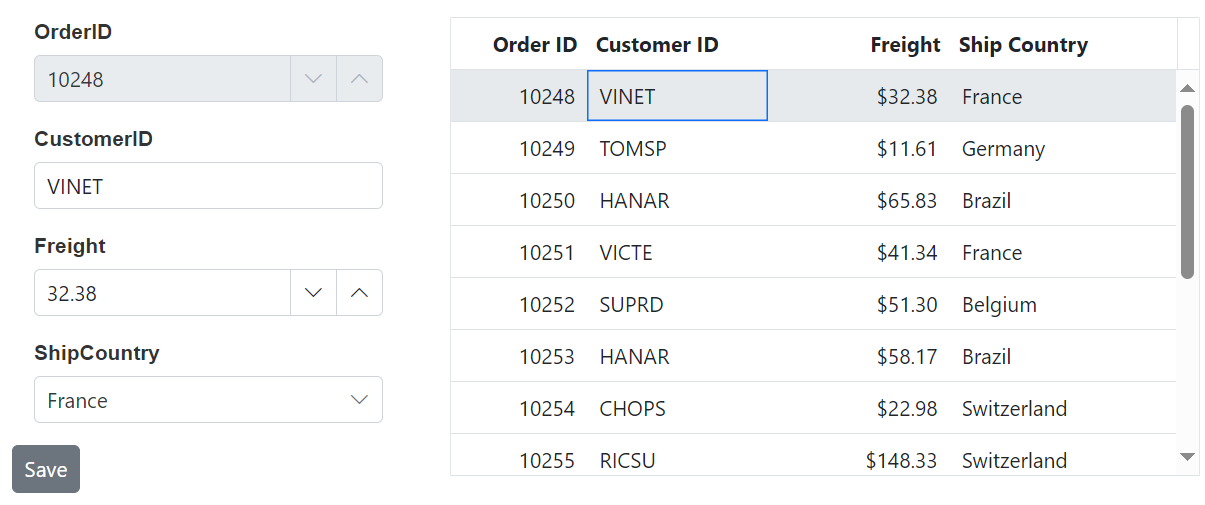 OrderID
10248
CustomerID
VINET
Freight
32.38
ShipCountry
France
Save
Order ID Customer ID Freight Ship Country
10248 VINET $32.38 France
10249 TOMSP $11.61 Germany
10250 HANAR $65.83 Brazil
10251 VICTE $41.34 France
10252 SUPRD $51.30 Belgium
10253 HANAR $58.17 Brazil
10254 CHOPS $22.98 Switzerland
10255 RICSU $148.33 Switzerland